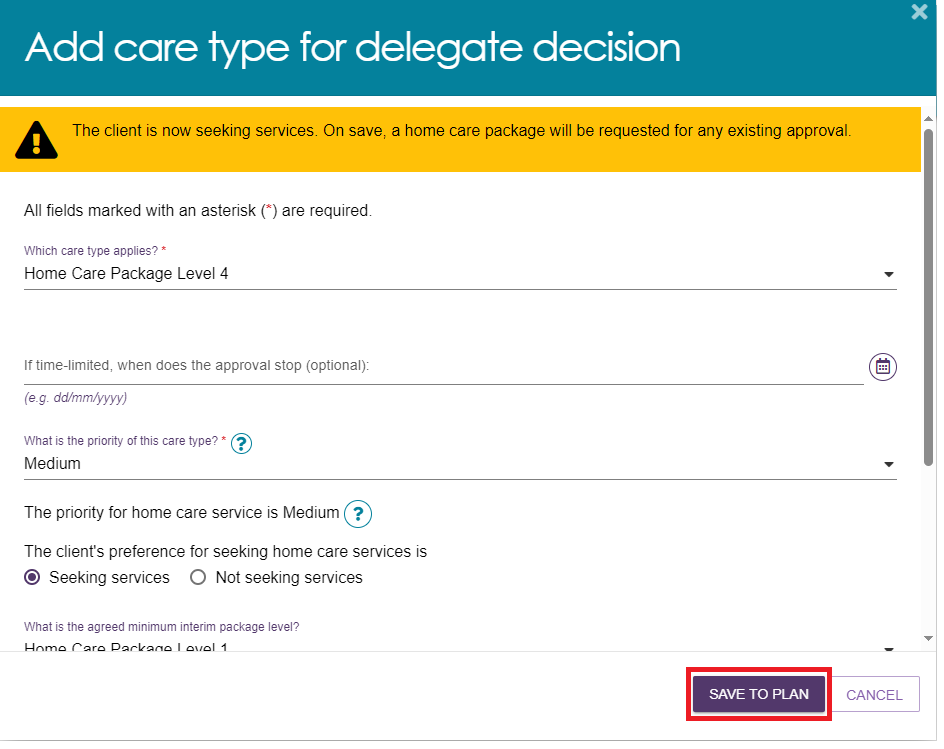 Add care type for delegate decision
The client is now seeking services. On save, a home care package will be requested for any existing approval.
All fields marked with an asterisk (*) are required.
Which care type applies? *
Home Care Package Level 4
If time-limited, when does the approval stop (optional):
(e.g. dd/mm/yyyy)
What is the priority of this care type? * ?
Medium
The priority for home care service is Medium ?
The client's preference for seeking home care services is
Seeking services Not seeking services
What is the agreed minimum interim package level?
Home Care Package Level 1
SAVE TO PLAN CANCEL